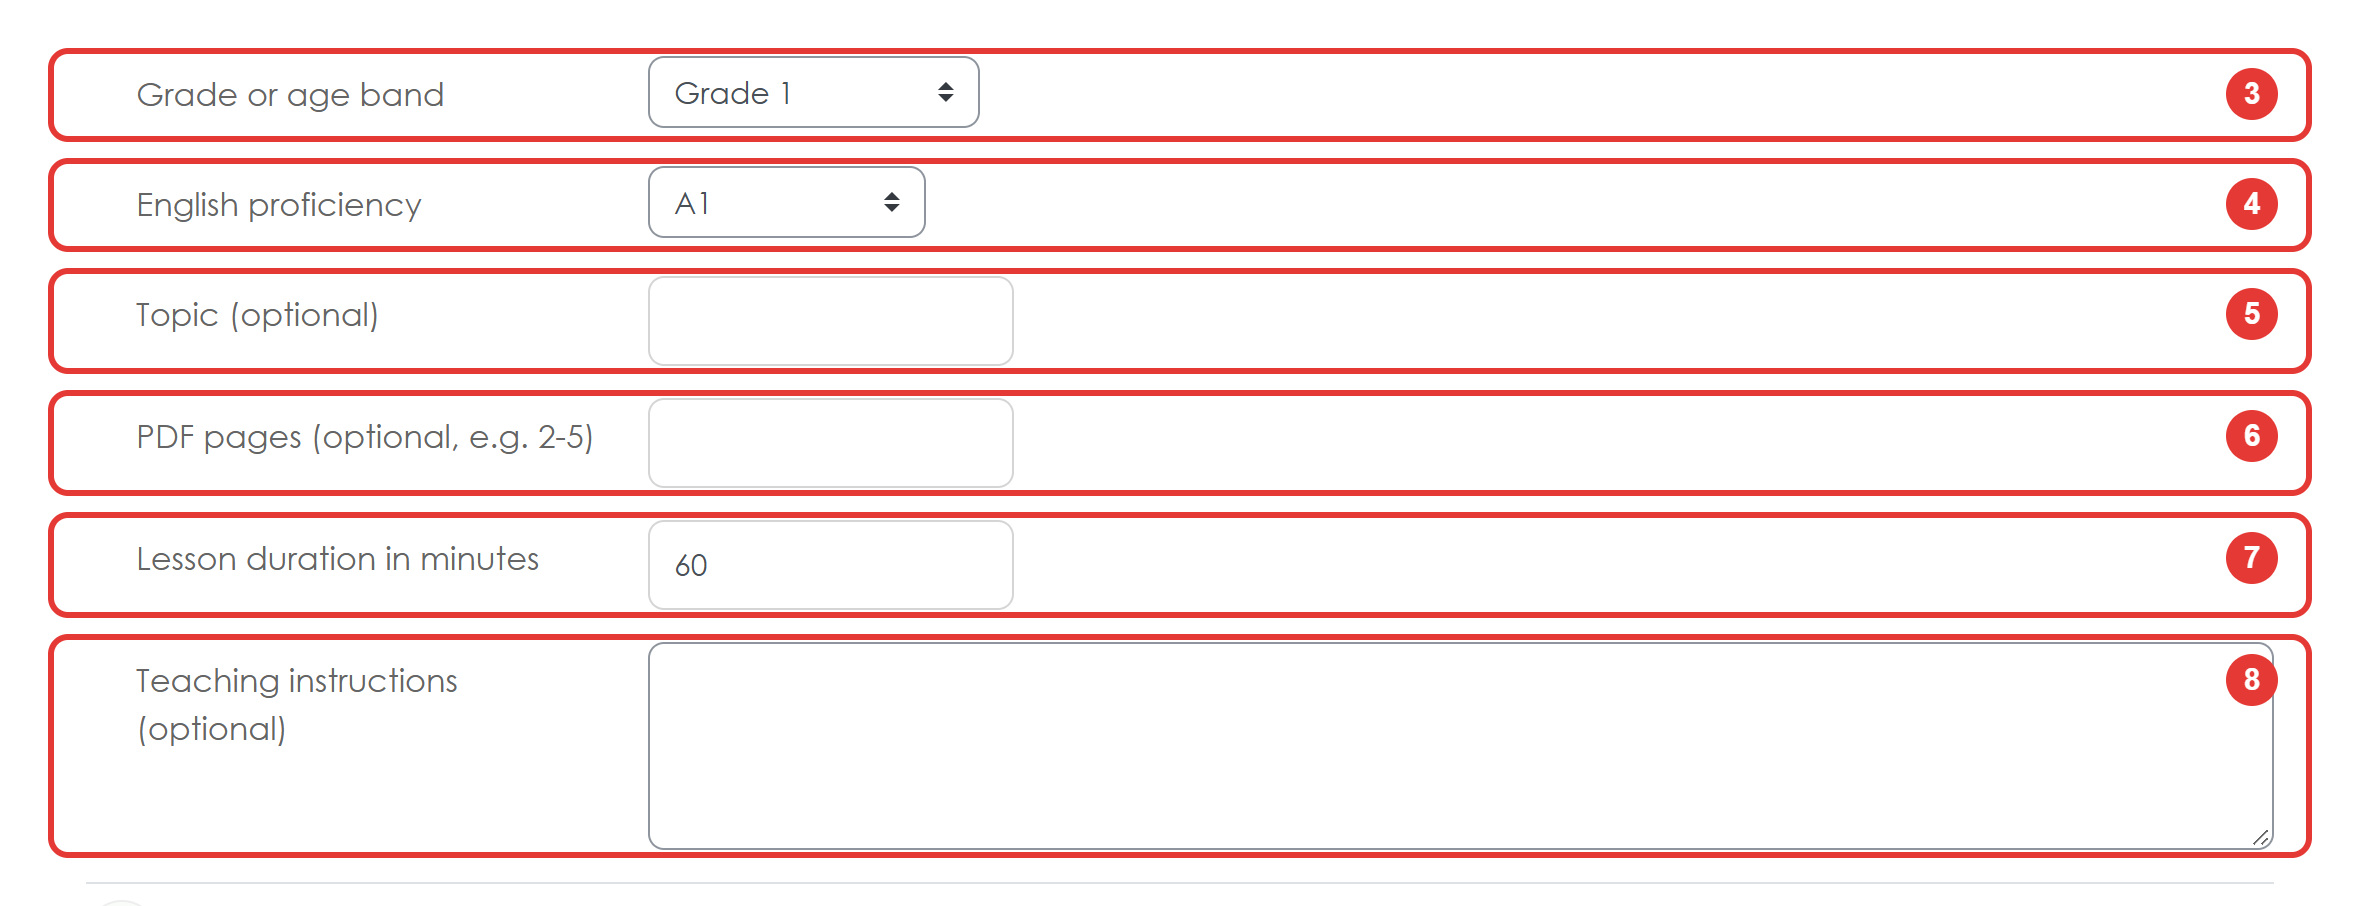 Grade or age band Grade 1 3
English proficiency A1 4
Topic (optional) 5
PDF pages (optional, e.g. 2-5) 6
Lesson duration in minutes 60 7
Teaching instructions 8
(optional)